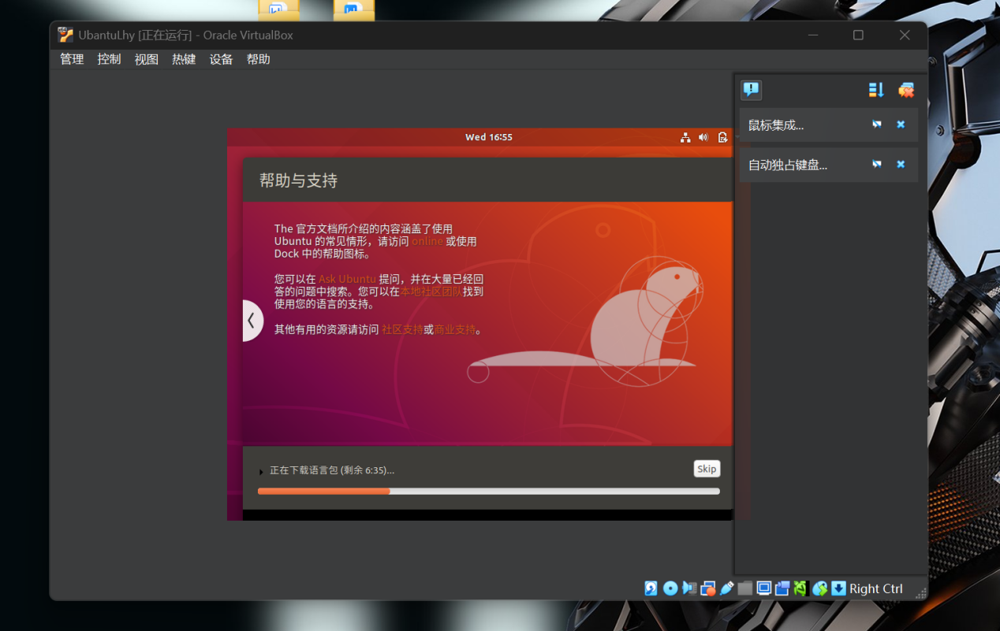 UbantuLhy [正在运行] - Oracle VirtualBox
管理 控制 视图 热键 设备 帮助
Wed 16:55
鼠标集成...
自动独占键盘...
帮助与支持
The 官方文档所介绍的内容涵盖了使用
Ubuntu 的常见情形，请访问 online 或使用
Dock 中的帮助图标。
您可以在 Ask Ubuntu 提问，并在大量已经回
答的问题中搜索。您可以在本地社区团队找到
使用您的语言的支持。
其他有用的资源请访问 社区支持或商业支持。
正在下载语言包 (剩余 6:35)...
Skip
Right Ctrl